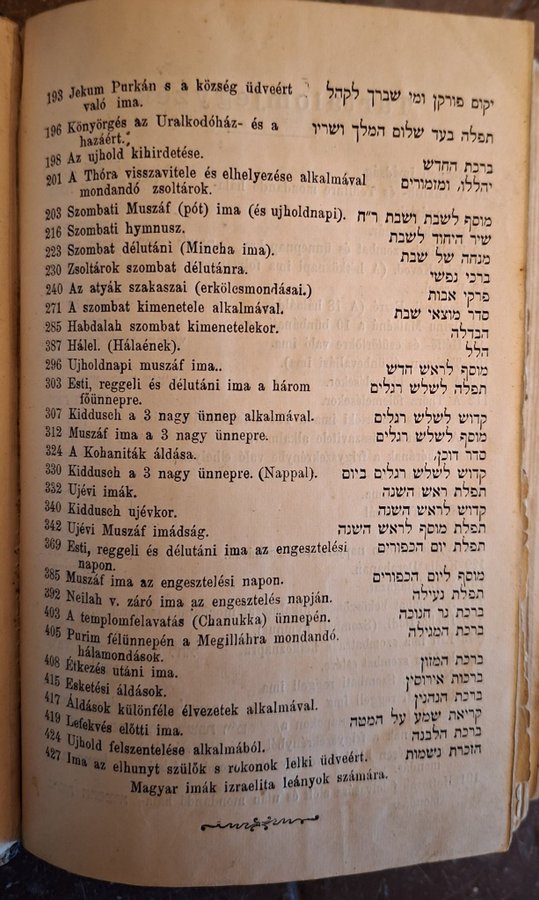 193 Jekum Purkán s a község üdveért יקום פורקן ומי שברך לקהל
való ima.
196 Könyörgés az Uralkodóház- és a תפלה בעד שלום המלך ושריו
hazáért.
198 Az ujhold kihirdetése. ברכת החדש
201 A Thóra visszavitele és elhelyezése alkalmával יהללו, ומזמורים
mondandó zsoltárok.
203 Szombati Muszáf (pót) ima (és ujholdnapi). מוסף לשבת ושבת ר״ח
216 Szombati hymnusz. שיר היחוד לשבת
223 Szombat délutáni (Mincha ima). מנחה של שבת
230 Zsoltárok szombat délutánra. ברכי נפשי
240 Az atyák szakaszai (erkölcsmondásai.) פרקי אבות
271 A szombat kimenetele alkalmával. סדר מוצאי שבת
285 Habdalah szombat kimenetelekor. הבדלה
387 Hálel. (Hálaének). הלל
296 Ujholdnapi muszáf ima.. מוסף לראש חדש
303 Esti, reggeli és délutáni ima a három תפלה לשלש רגלים
főünnepre.
307 Kiddusch a 3 nagy ünnep alkalmával. קדוש לשלש רגלים
312 Muszáf ima a 3 nagy ünnepre. מוסף לשלש רגלים
324 A Kohaniták áldása. סדר דוכן,
330 Kiddusch a 3 nagy ünnepre. (Nappal). קדוש לשלש רגלים ביום
332 Ujévi imák. תפלת ראש השנה
340 Kiddusch ujévkor. קדוש לראש השנה
342 Ujévi Muszáf imádság. תפלת מוסף לראש השנה
369 Esti, reggeli és délutáni ima az engesztelési תפלת יום הכפורים
napon.
385 Muszáf ima az engesztelési napon. מוסף ליום הכפורים
392 Neilah v. záró ima az engesztelés napján. תפלת נעילה
403 A templomfelavatás (Chanukka) ünnepén. ברכת נר חנוכה
405 Purim félünnepén a Megilláhra mondandó ברכת המגילה
hálamondások.
408 Étkezés utáni ima. ברכת המזון
415 Esketési áldások. ברכות אירוסין
417 Áldások különféle élvezetek alkalmával. ברכת הנהנין
419 Lefekvés előtti ima. קריאת שמע על המטה
424 Ujhold felszentelése alkalmából. ברכת הלבנה
427 Ima az elhunyt szülők s rokonok lelki üdveért. הזכרת נשמות
Magyar imák izraelita leányok számára.